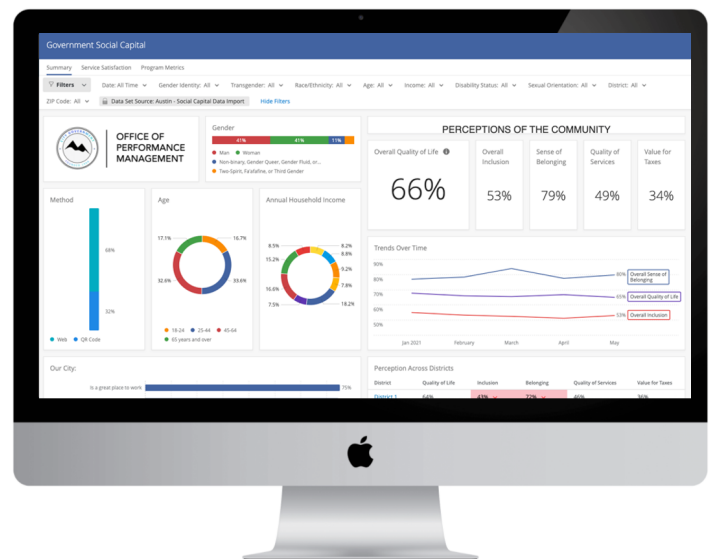 Government Social Capital
Summary Service Satisfaction Program Metrics
Filters Date: All Time Gender Identity: All Transgender: All Race/Ethnicity: All Age: All Income: All Disability Status: All Sexual Orientation: All District: All
ZIP Code: All Data Set Source: Austin - Social Capital Data Import Hide Filters
OFFICE OF
PERFORMANCE
MANAGEMENT
Gender
41% 41% 11%
Man Woman
Non-binary, Gender Queer, Gender Fluid, or...
Two-Spirit, Fa'afafine, or Third Gender
PERCEPTIONS OF THE COMMUNITY
Overall Quality of Life
66%
Overall
Inclusion
53%
Sense of
Belonging
79%
Quality of
Services
49%
Value for
Taxes
34%
Method
68%
32%
Web QR Code
Age
17.1% 16.7%
32.6% 33.6%
18-24 25-44 45-64
65 years and over
Annual Household Income
8.5% 8.2%
8.8%
15.2%
9.2%
7.8%
16.6%
7.5% 18.2%
Trends Over Time
90%
80%
70%
60%
50%
80% Overall Sense of
Belonging
65% Overall Quality of Life
53% Overall Inclusion
Jan 2021 February March April May
Our City:
Is a great place to work 75%
Perception Across Districts
District Quality of Life Inclusion Belonging Quality of Services Value for Taxes
District 1 64% 43% 72% 46% 36%